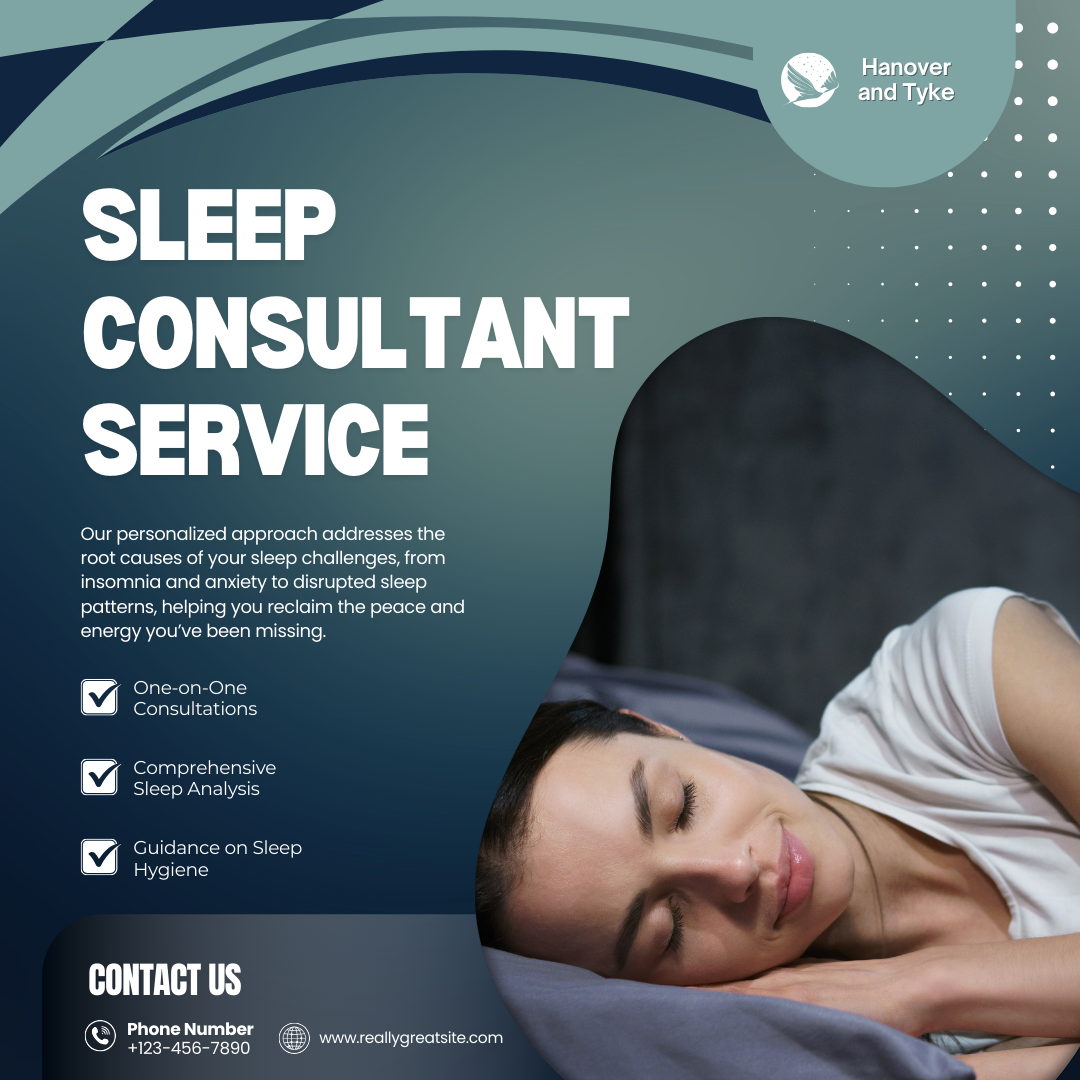 Hanover
and Tyke
SLEEP
CONSULTANT
SERVICE
Our personalized approach addresses the
root causes of your sleep challenges, from
insomnia and anxiety to disrupted sleep
patterns, helping you reclaim the peace and
energy you’ve been missing.
One-on-One
Consultations
Comprehensive
Sleep Analysis
Guidance on Sleep
Hygiene
CONTACT US
Phone Number
+123-456-7890
www.reallygreatsite.com